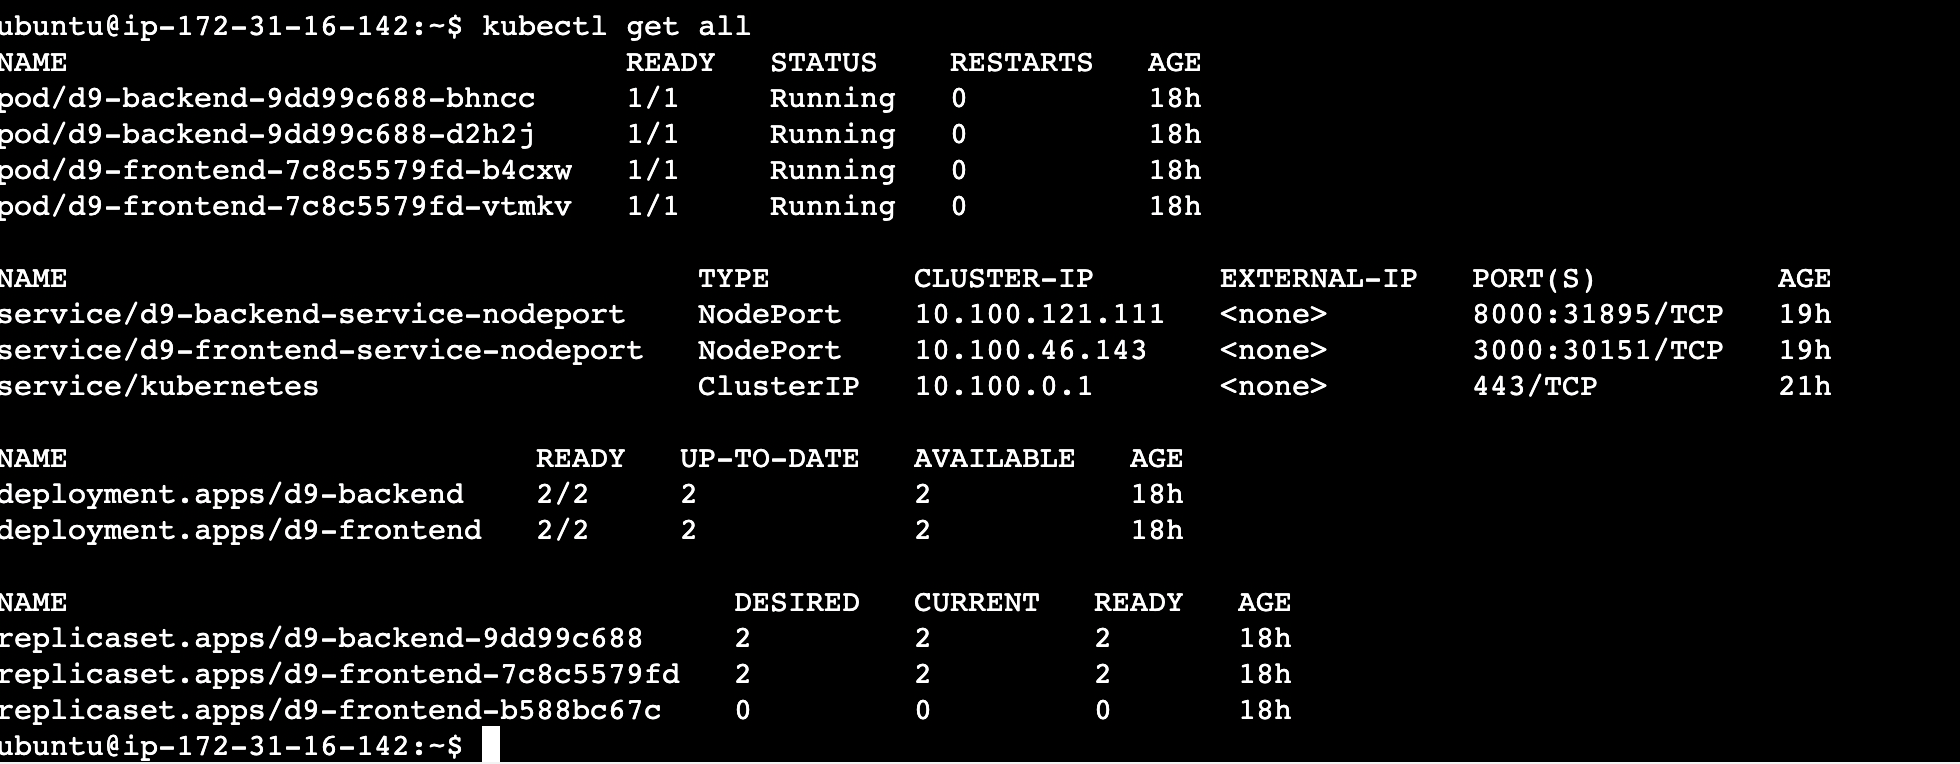 ubuntu@ip-172-31-16-142:~$ kubectl get all
NAME READY STATUS RESTARTS AGE
pod/d9-backend-9dd99c688-bhncc 1/1 Running 0 18h
pod/d9-backend-9dd99c688-d2h2j 1/1 Running 0 18h
pod/d9-frontend-7c8c5579fd-b4cxw 1/1 Running 0 18h
pod/d9-frontend-7c8c5579fd-vtmkv 1/1 Running 0 18h
NAME TYPE CLUSTER-IP EXTERNAL-IP PORT(S) AGE
service/d9-backend-service-nodeport NodePort 10.100.121.111 <none> 8000:31895/TCP 19h
service/d9-frontend-service-nodeport NodePort 10.100.46.143 <none> 3000:30151/TCP 19h
service/kubernetes ClusterIP 10.100.0.1 <none> 443/TCP 21h
NAME READY UP-TO-DATE AVAILABLE AGE
deployment.apps/d9-backend 2/2 2 2 18h
deployment.apps/d9-frontend 2/2 2 2 18h
NAME DESIRED CURRENT READY AGE
replicaset.apps/d9-backend-9dd99c688 2 2 2 18h
replicaset.apps/d9-frontend-7c8c5579fd 2 2 2 18h
replicaset.apps/d9-frontend-b588bc67c 0 0 0 18h
ubuntu@ip-172-31-16-142:~$